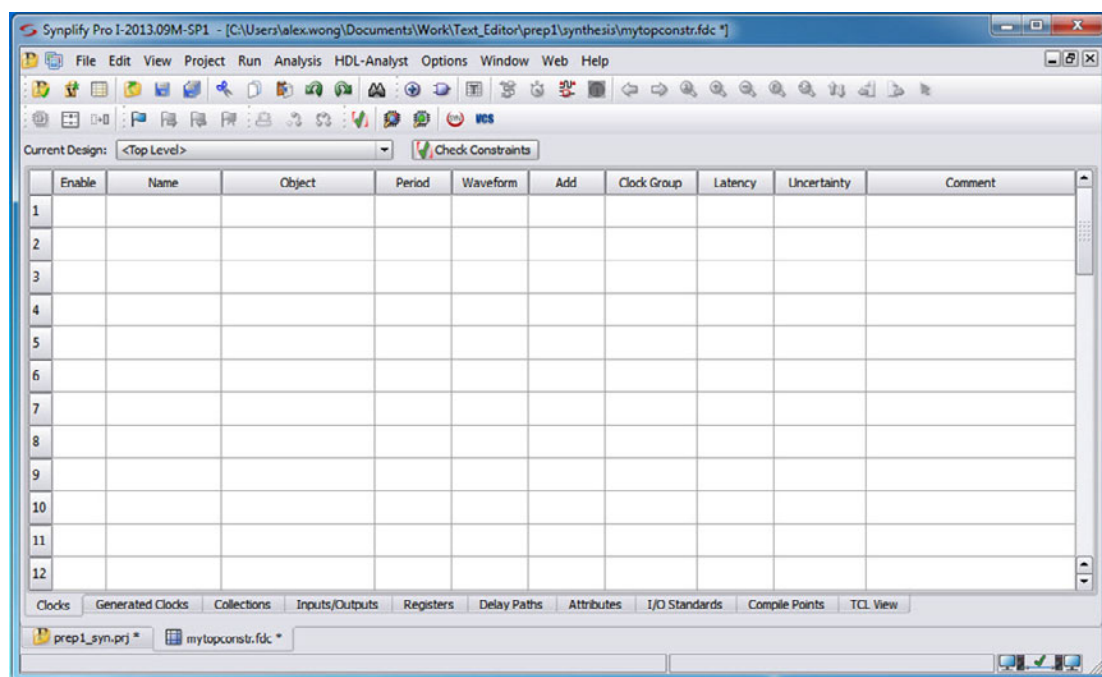 Synplify Pro I-2013.09M-SP1 - [C:\Users\alex.wong\Documents\Work\Text_Editor\prep1\synthesis\mytopconstr.fdc *]
File Edit View Project Run Analysis HDL-Analyst Options Window Web Help
VCS
Current Design: <Top Level> Check Constraints
Enable Name Object Period Waveform Add Clock Group Latency Uncertainty Comment
1
2
3
4
5
6
7
8
9
10
11
12
Clocks Generated Clocks Collections Inputs/Outputs Registers Delay Paths Attributes I/O Standards Compile Points TCL View
prep1_syn.prj * mytopconstr.fdc *